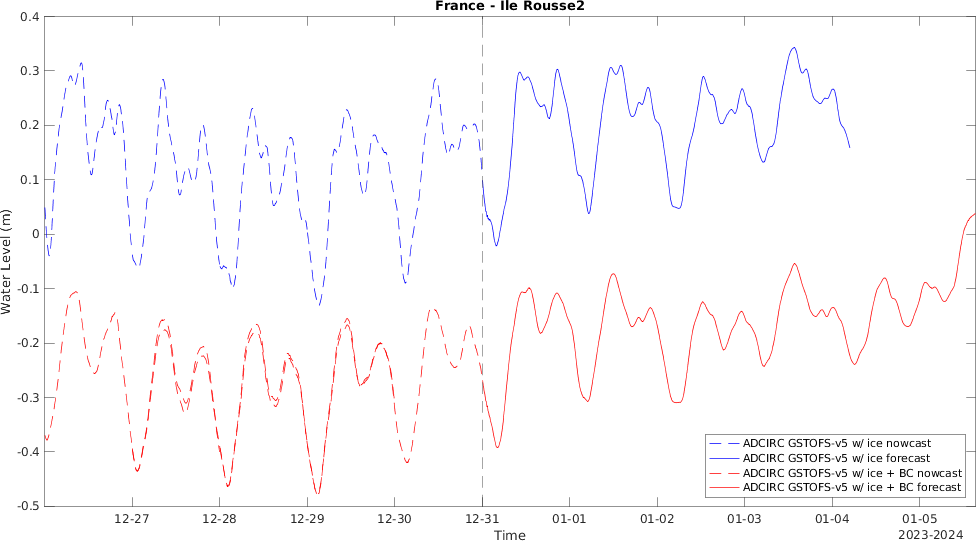 France - Ile Rousse2
0.4
0.3
0.2
0.1
0
-0.1
-0.2
-0.3
-0.4
-0.5
Water Level (m)
12-27 12-28 12-29 12-30 12-31 01-01 01-02 01-03 01-04 01-05
Time
2023-2024
ADCIRC GSTOFS-v5 w/ ice nowcast
ADCIRC GSTOFS-v5 w/ ice forecast
ADCIRC GSTOFS-v5 w/ ice + BC nowcast
ADCIRC GSTOFS-v5 w/ ice + BC forecast